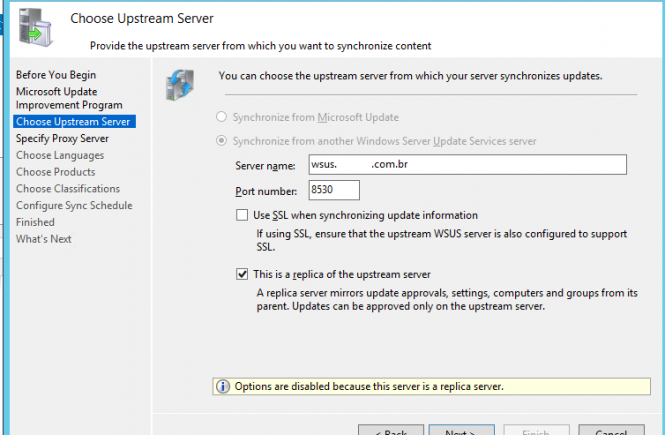 Choose Upstream Server
Provide the upstream server from which you want to synchronize content
Before You Begin
Microsoft Update
Improvement Program
Choose Upstream Server
Specify Proxy Server
Choose Languages
Choose Products
Choose Classifications
Configure Sync Schedule
Finished
What's Next
You can choose the upstream server from which your server synchronizes updates.
Synchronize from Microsoft Update
Synchronize from another Windows Server Update Services server
Server name: wsus. .com.br
Port number: 8530
Use SSL when synchronizing update information
If using SSL, ensure that the upstream WSUS server is also configured to support
SSL.
This is a replica of the upstream server
A replica server mirrors update approvals, settings, computers and groups from its
parent. Updates can be approved only on the upstream server.
Options are disabled because this server is a replica server.
< Back Next > Finish Cancel